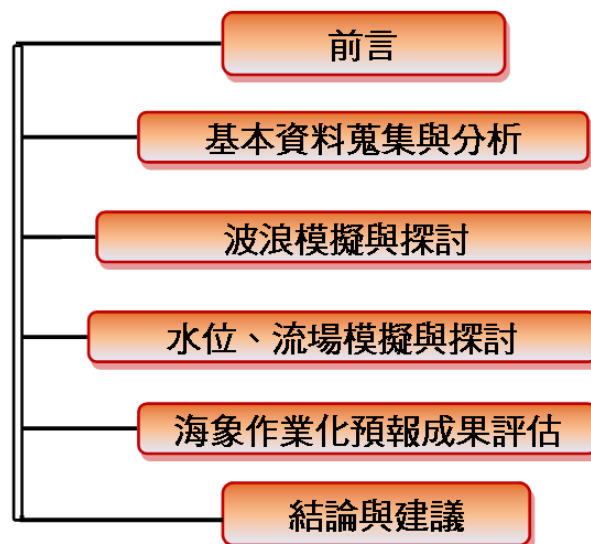 前言
基本資料蒐集與分析
波浪模擬與探討
水位、流場模擬與探討
海象作業化預報成果評估
結論與建議